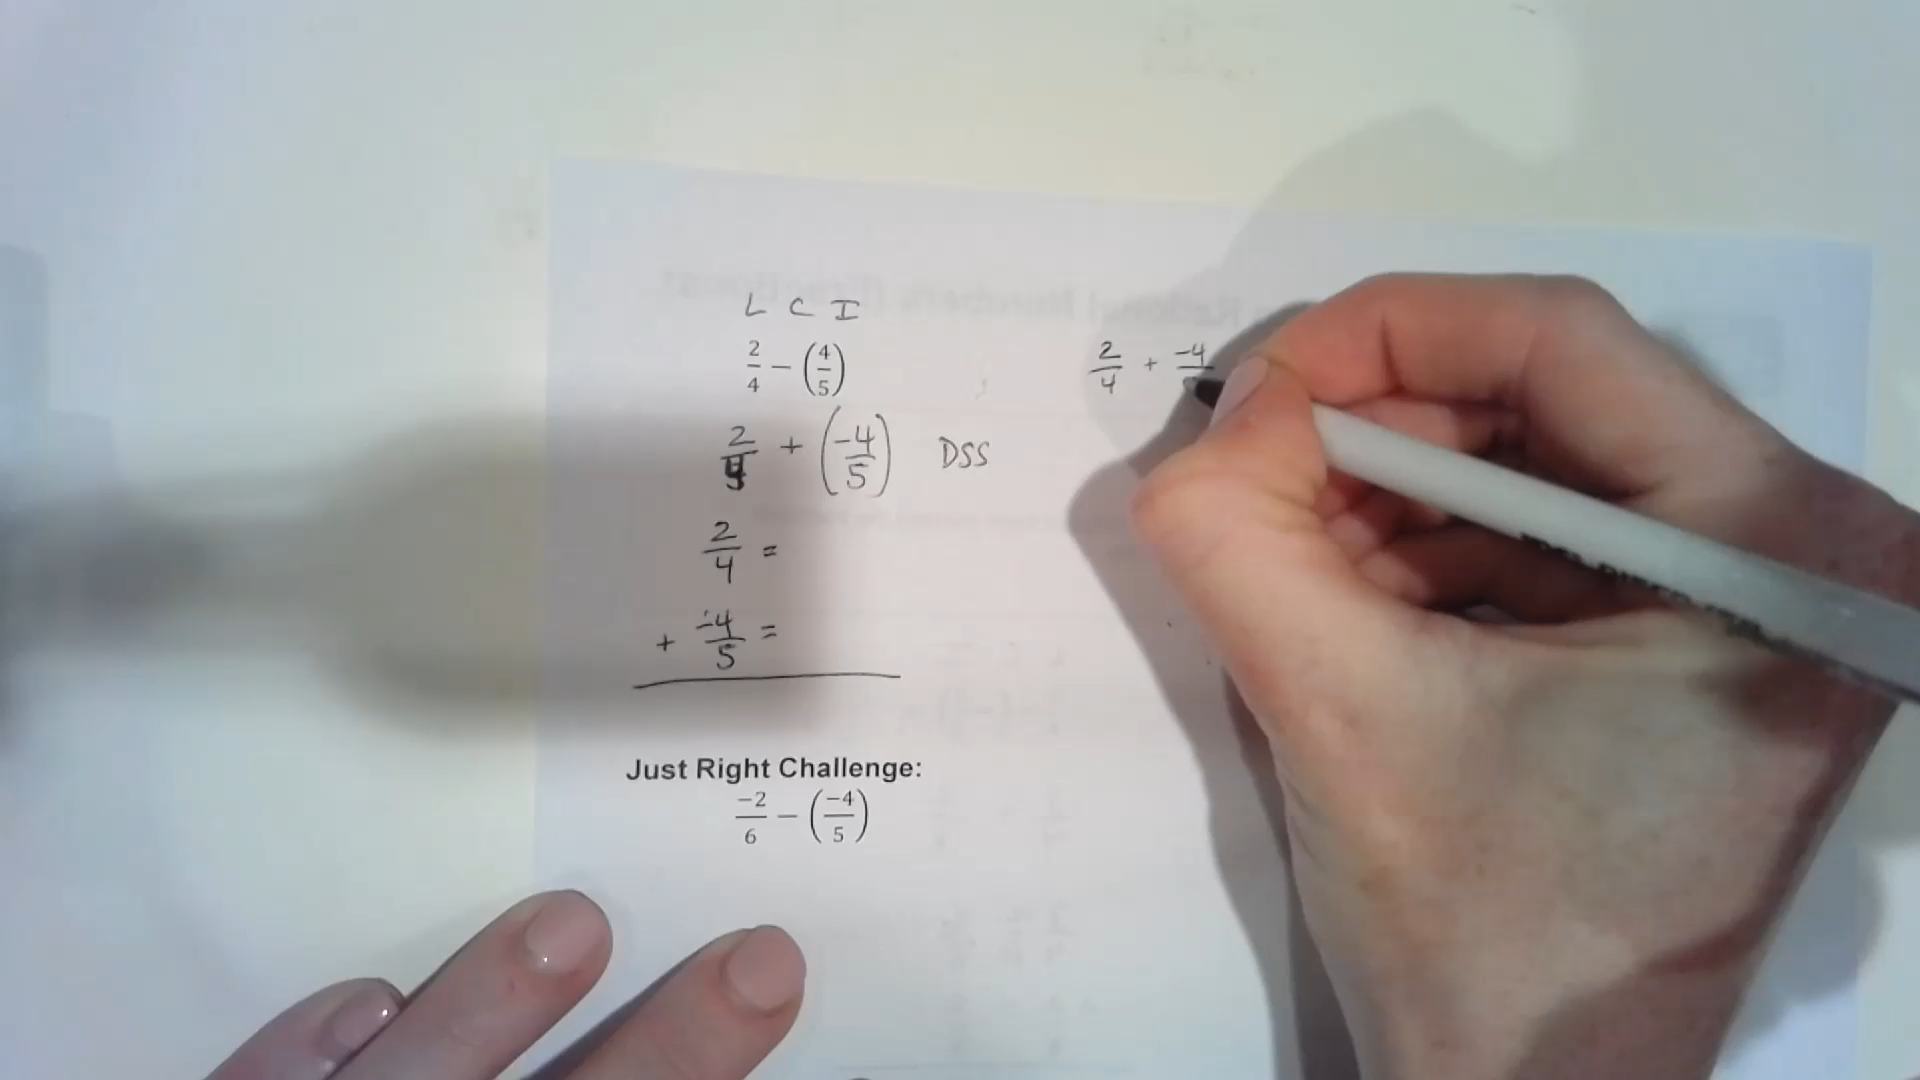 L C I
2/4 − (4/5)
2/4 + (-4/5) DSS
2/4 =
+ -4/5 =
2/4 + -4
Just Right Challenge:
−2/6 − (−4/5)